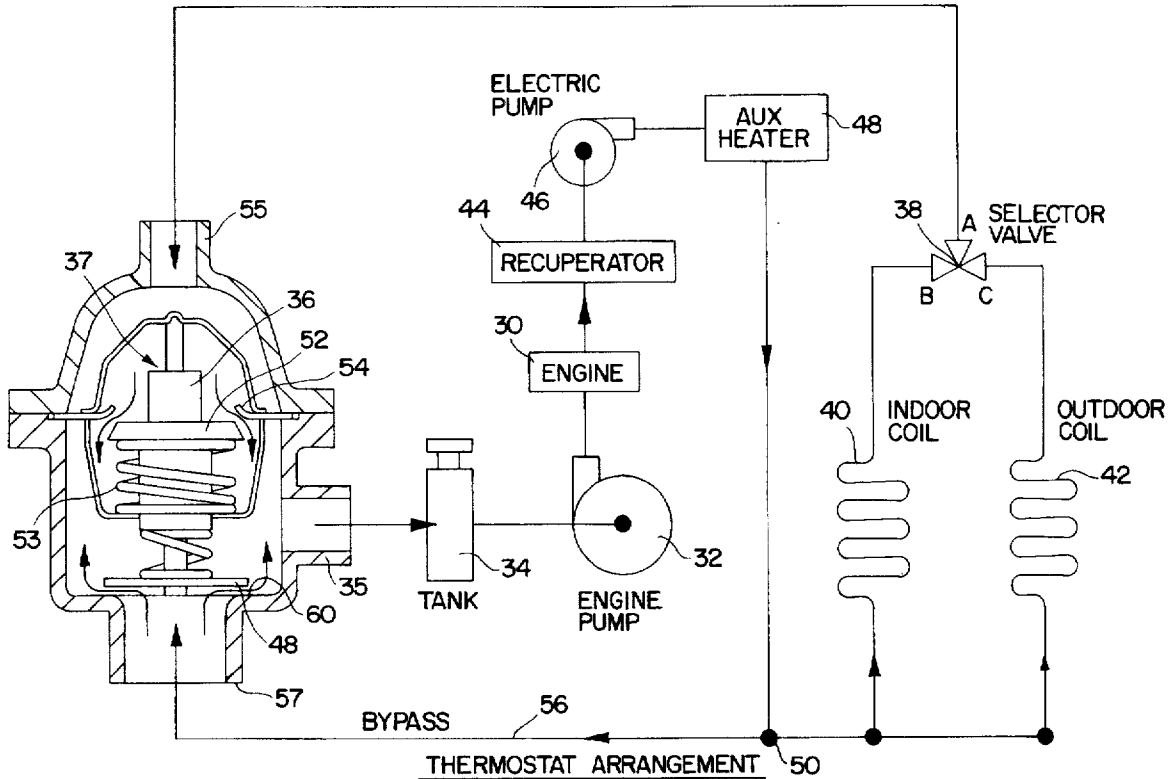 ELECTRIC
PUMP
AUX
HEATER
48
46
55
44
38
A
SELECTOR
VALVE
37
36
RECUPERATOR
B
C
52
30
54
ENGINE
40
INDOOR
COIL
OUTDOOR
COIL
42
53
34
32
35
TANK
ENGINE
PUMP
60
48
57
BYPASS
56
50
THERMOSTAT ARRANGEMENT